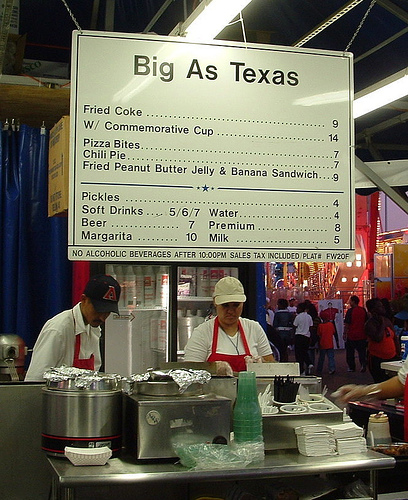 Big As Texas
Fried Coke .......................... 9
W/ Commemorative Cup ................ 14
Pizza Bites .......................... 7
Chili Pie ............................ 7
Fried Peanut Butter Jelly & Banana Sandwich... 9
Pickles .............................. 4
Soft Drinks .... 5/6/7 Water .......... 4
Beer .......... 7 Premium ............ 8
Margarita ......... 10 Milk .......... 5
NO ALCOHOLIC BEVERAGES AFTER 10:00PM SALES TAX INCLUDED PLAT# FW20F
A